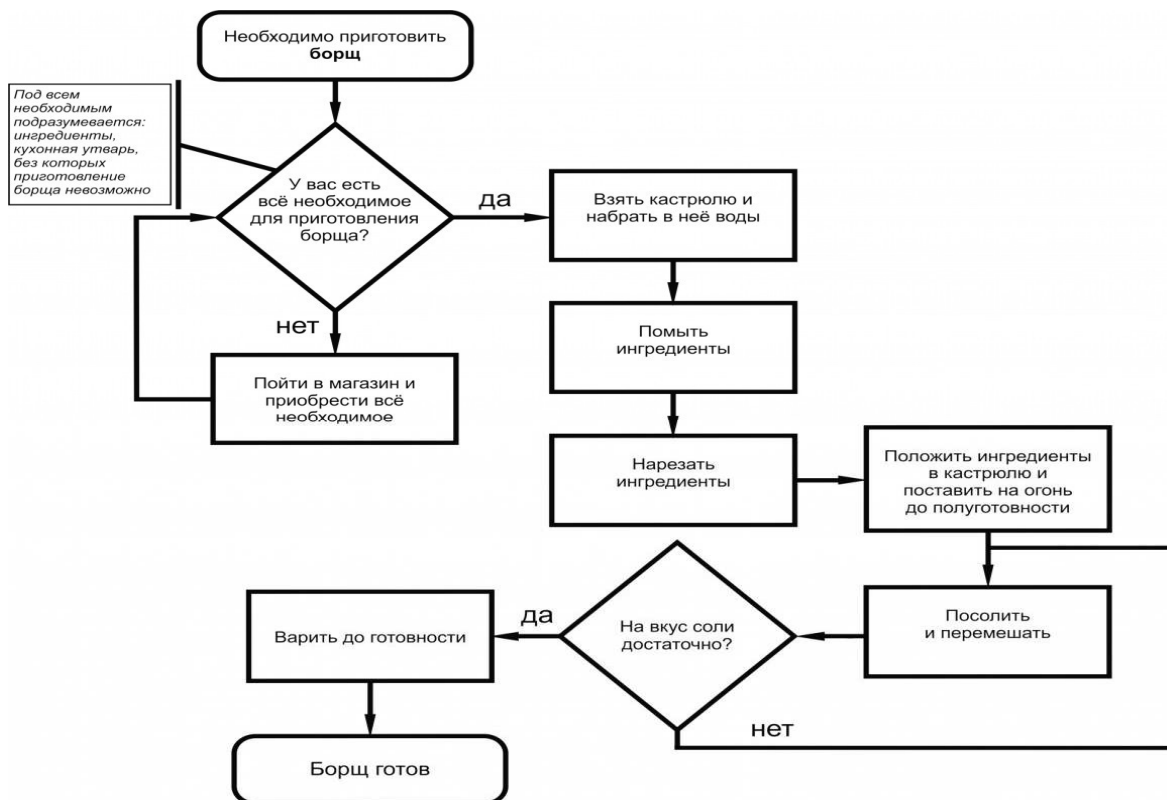 Необходимо приготовить
борщ
Под всем
необходимым
подразумевается:
ингредиенты,
кухонная утварь,
без которых
приготовление
борща невозможно
У вас есть
всё необходимое
для приготовления
борща?
да
Взять кастрюлю и
набрать в неё воды
нет
Пойти в магазин и
приобрести всё
необходимое
Помыть
ингредиенты
Нарезать
ингредиенты
Положить ингредиенты
в кастрюлю и
поставить на огонь
до полуготовности
Посолить
и перемешать
На вкус соли
достаточно?
да
Варить до готовности
нет
Борщ готов